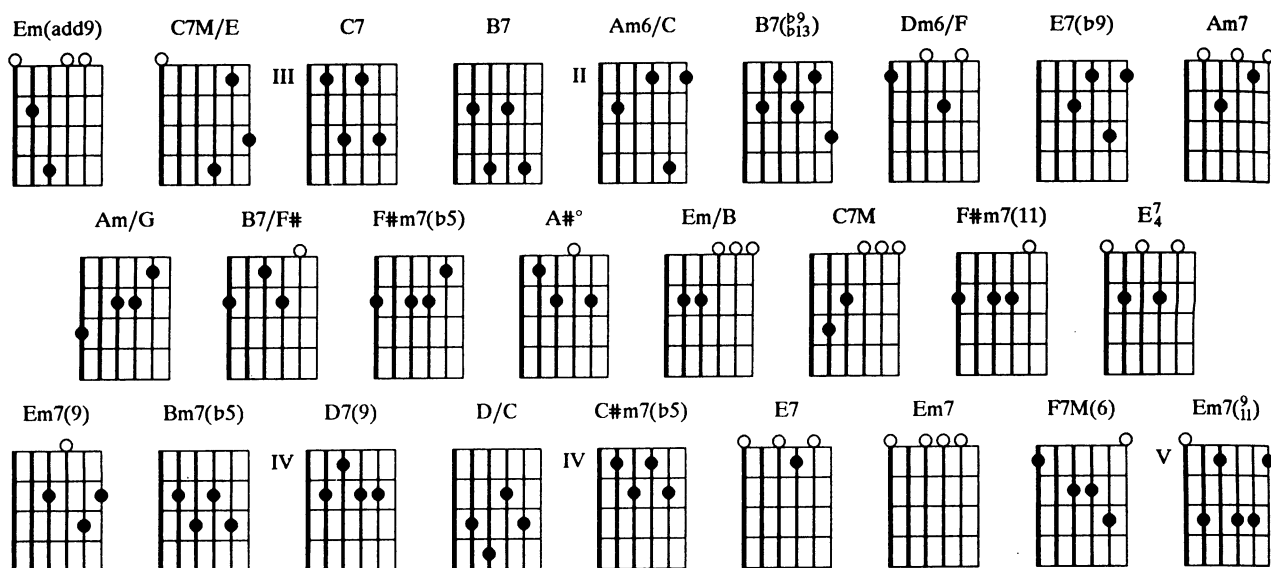 Em(add9) C7M/E C7 B7 Am6/C B7(♭9 ♭13) Dm6/F E7(♭9) Am7
III II
Am/G B7/F# F#m7(♭5) A#° Em/B C7M F#m7(11) E7 4
Em7(9) Bm7(♭5) D7(9) D/C C#m7(♭5) E7 Em7 F7M(6) Em7(9 11)
IV IV V